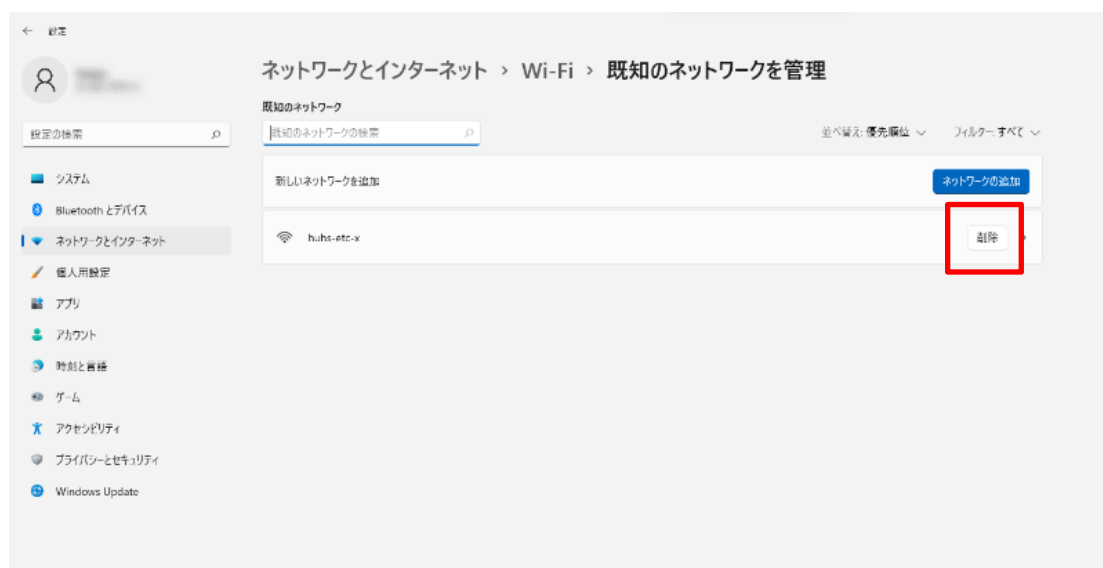 ← 設定
ネットワークとインターネット › Wi-Fi › 既知のネットワークを管理
既知のネットワーク
設定の検索
既知のネットワークの検索
並べ替え: 優先順位
フィルター: すべて
新しいネットワークを追加
ネットワークの追加
huhs-etc-x
削除
システム
Bluetooth とデバイス
ネットワークとインターネット
個人用設定
アプリ
アカウント
時刻と言語
ゲーム
アクセシビリティ
プライバシーとセキュリティ
Windows Update